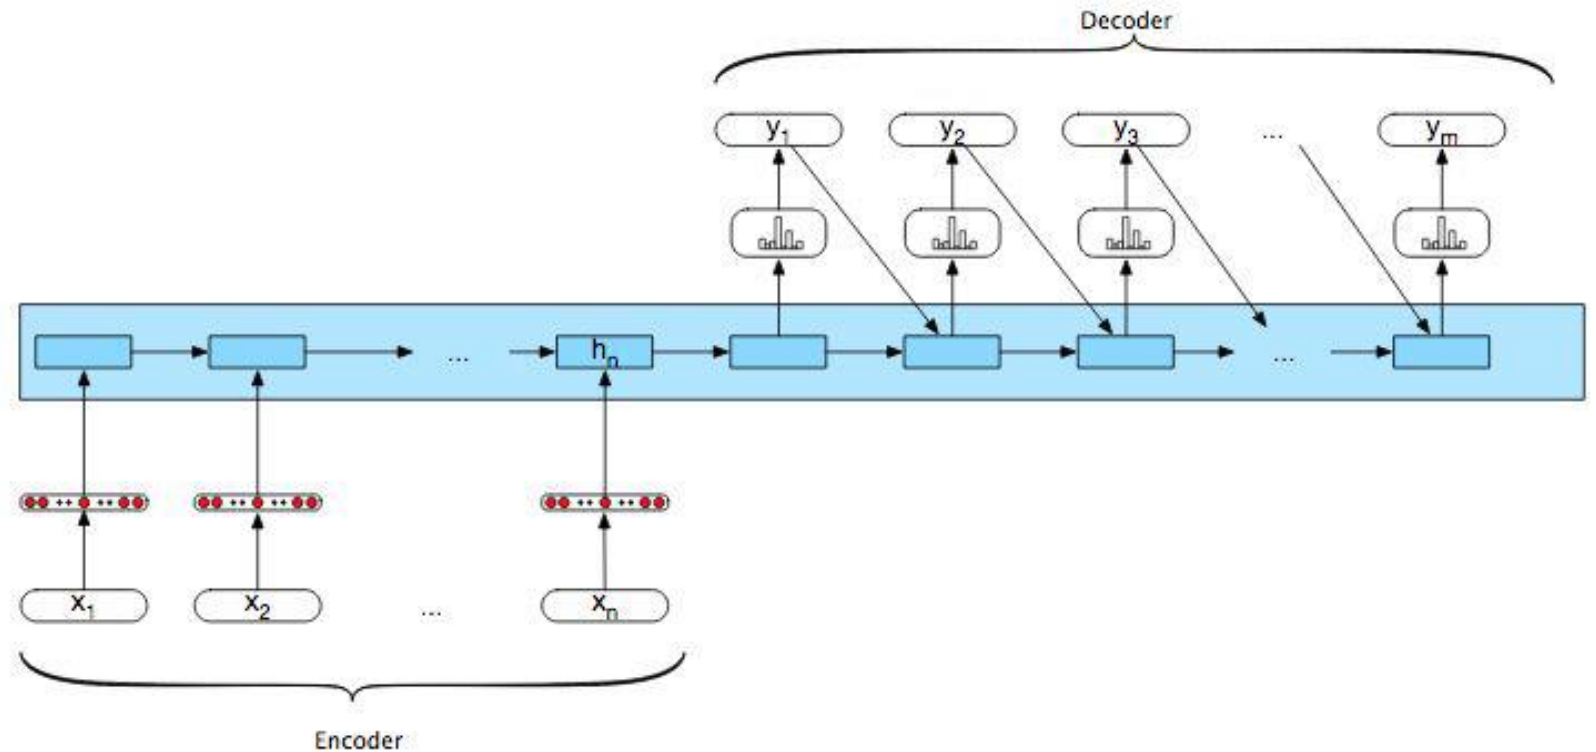 Decoder
y1 y2 y3 ... ym
... hn ...
x1 x2 ... xn
Encoder